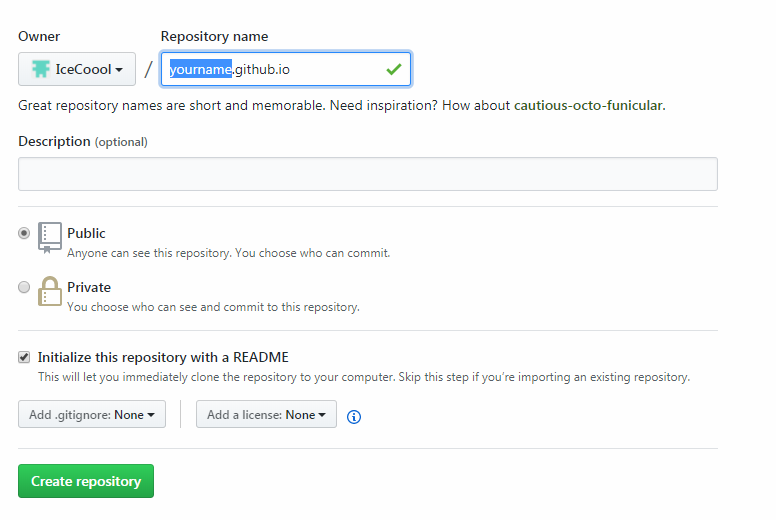 Owner Repository name
IceCoool / yourname.github.io
Great repository names are short and memorable. Need inspiration? How about cautious-octo-funicular.
Description (optional)
Public
Anyone can see this repository. You choose who can commit.
Private
You choose who can see and commit to this repository.
Initialize this repository with a README
This will let you immediately clone the repository to your computer. Skip this step if you're importing an existing repository.
Add .gitignore: None Add a license: None
Create repository